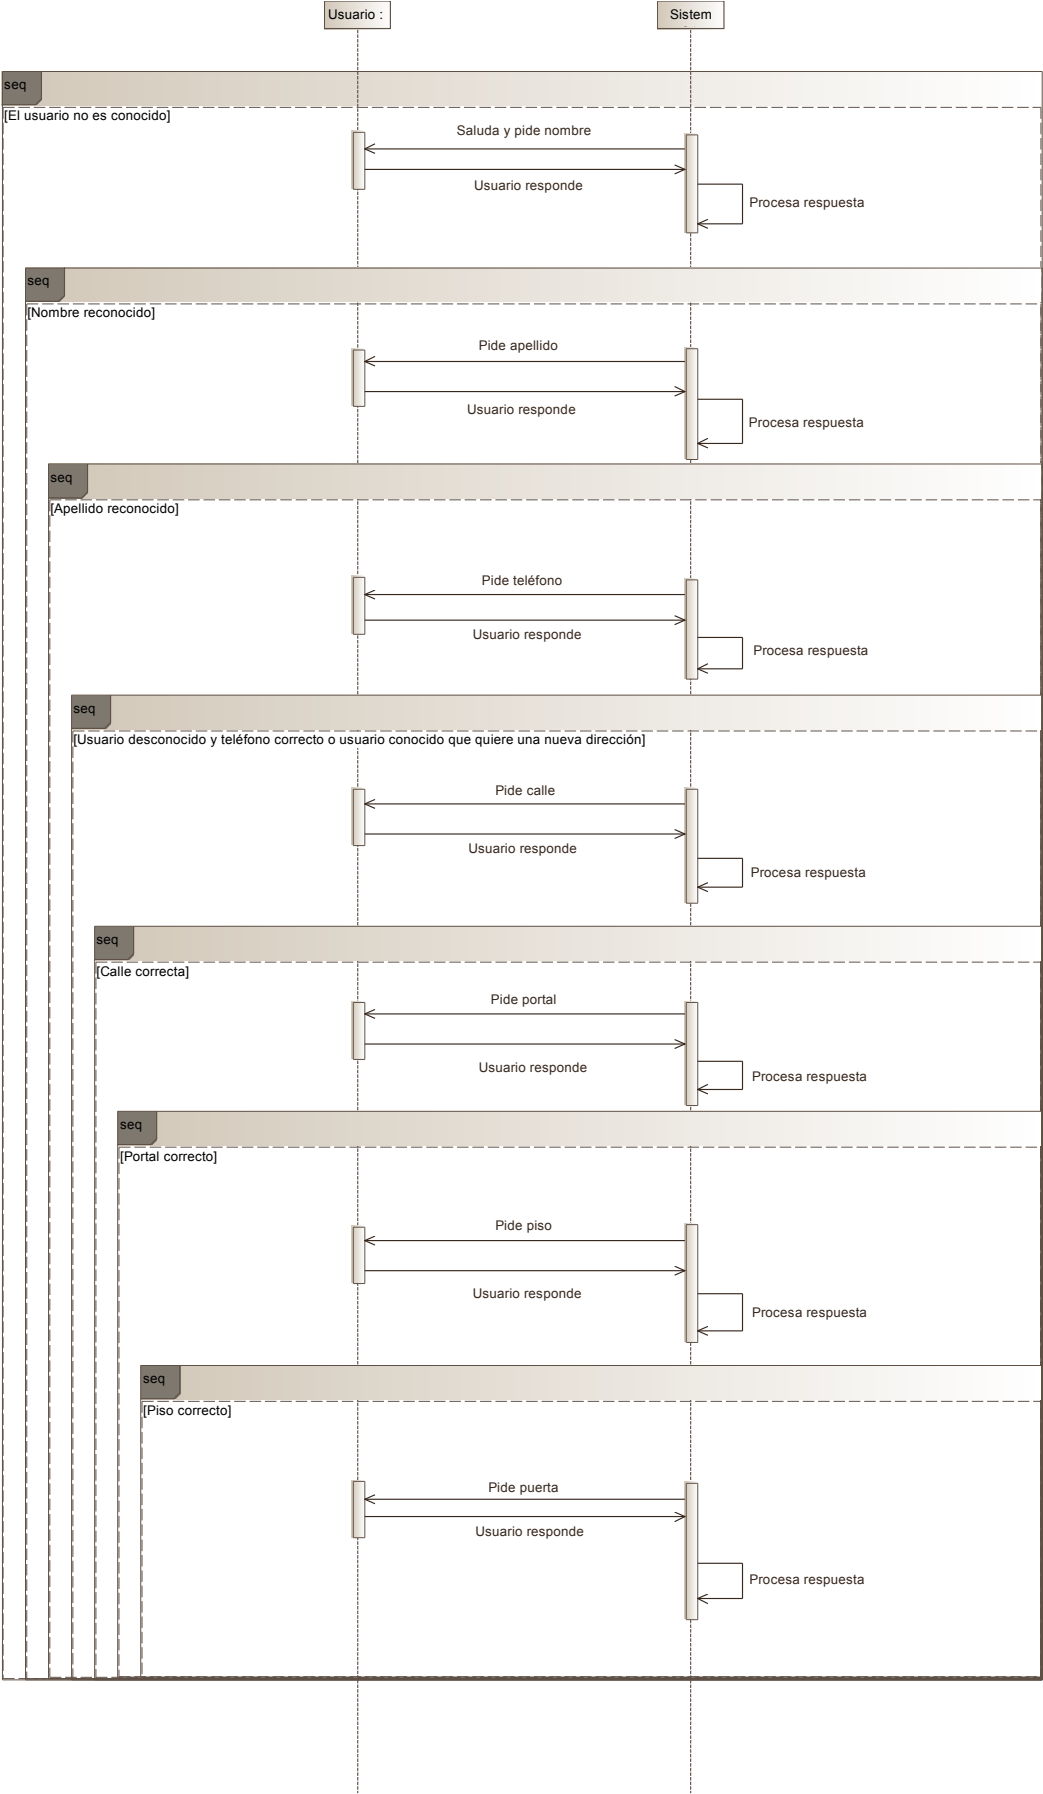 Usuario :
Sistem
seq
[El usuario no es conocido]
Saluda y pide nombre
Usuario responde
Procesa respuesta
seq
[Nombre reconocido]
Pide apellido
Usuario responde
Procesa respuesta
seq
[Apellido reconocido]
Pide teléfono
Usuario responde
Procesa respuesta
seq
[Usuario desconocido y teléfono correcto o usuario conocido que quiere una nueva dirección]
Pide calle
Usuario responde
Procesa respuesta
seq
[Calle correcta]
Pide portal
Usuario responde
Procesa respuesta
seq
[Portal correcto]
Pide piso
Usuario responde
Procesa respuesta
seq
[Piso correcto]
Pide puerta
Usuario responde
Procesa respuesta